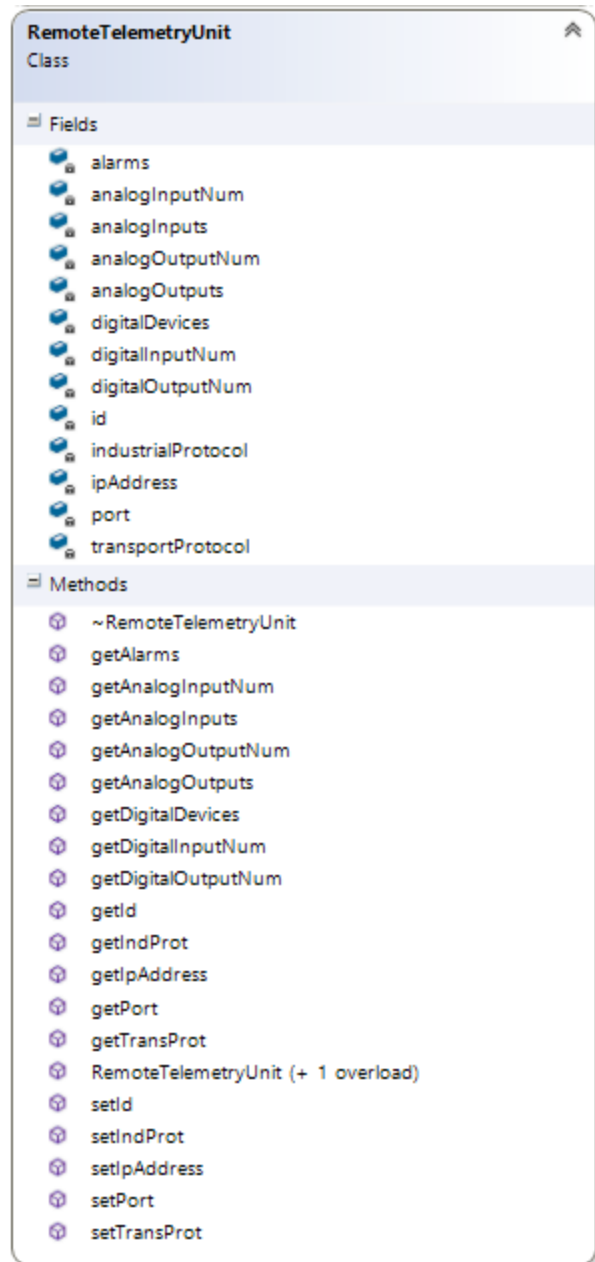 RemoteTelemetryUnit
Class
Fields
alarms
analogInputNum
analogInputs
analogOutputNum
analogOutputs
digitalDevices
digitalInputNum
digitalOutputNum
id
industrialProtocol
ipAddress
port
transportProtocol
Methods
~RemoteTelemetryUnit
getAlarms
getAnalogInputNum
getAnalogInputs
getAnalogOutputNum
getAnalogOutputs
getDigitalDevices
getDigitalInputNum
getDigitalOutputNum
getId
getIndProt
getIpAddress
getPort
getTransProt
RemoteTelemetryUnit (+ 1 overload)
setId
setIndProt
setIpAddress
setPort
setTransProt